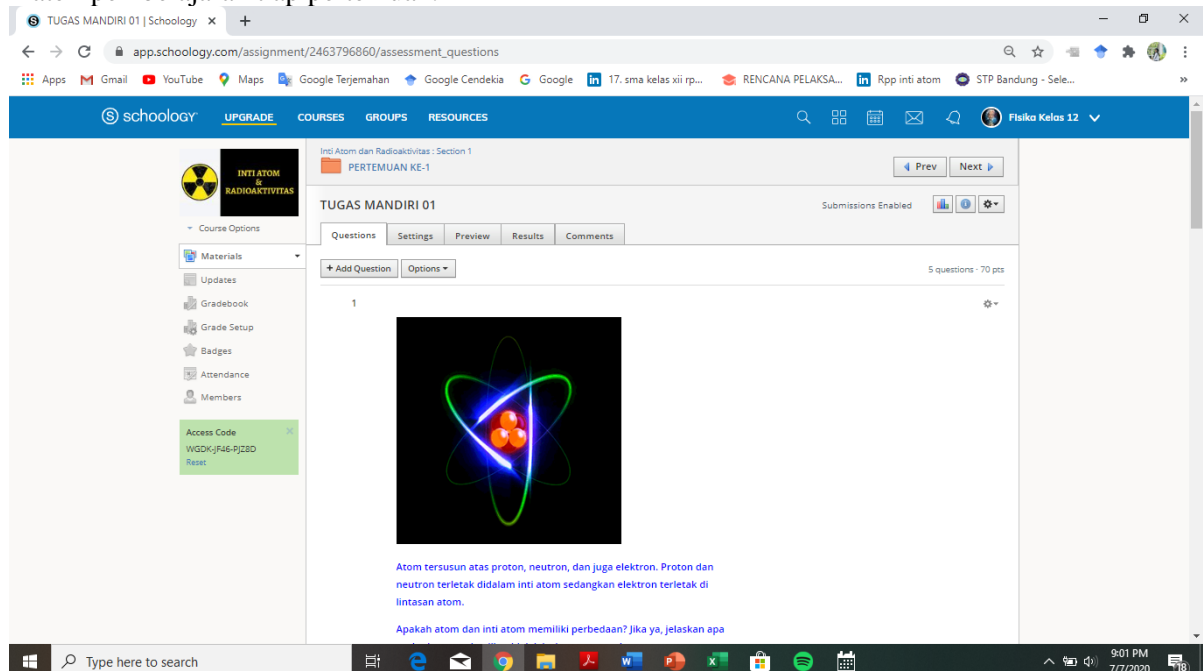 TUGAS MANDIRI 01 | Schoology
app.schoology.com/assignment/2463796860/assessment_questions
Apps Gmail YouTube Maps Google Terjemahan Google Cendekia Google 17. sma kelas xii rp... RENCANA PELAKSA... Rpp inti atom STP Bandung - Sele... »
schoology UPGRADE COURSES GROUPS RESOURCES Fisika Kelas 12
INTI ATOM
&
RADIOAKTIVITAS
Course Options
Materials
Updates
Gradebook
Grade Setup
Badges
Attendance
Members
Access Code
WGDK-JF46-PJZ8D
Reset
Inti Atom dan Radioaktivitas : Section 1
PERTEMUAN KE-1
Prev Next
TUGAS MANDIRI 01
Submissions Enabled
Questions Settings Preview Results Comments
+ Add Question Options
5 questions · 70 pts
1
Atom tersusun atas proton, neutron, dan juga elektron. Proton dan
neutron terletak didalam inti atom sedangkan elektron terletak di
lintasan atom.
Apakah atom dan inti atom memiliki perbedaan? Jika ya, jelaskan apa
Type here to search
9:01 PM
7/7/2020
18